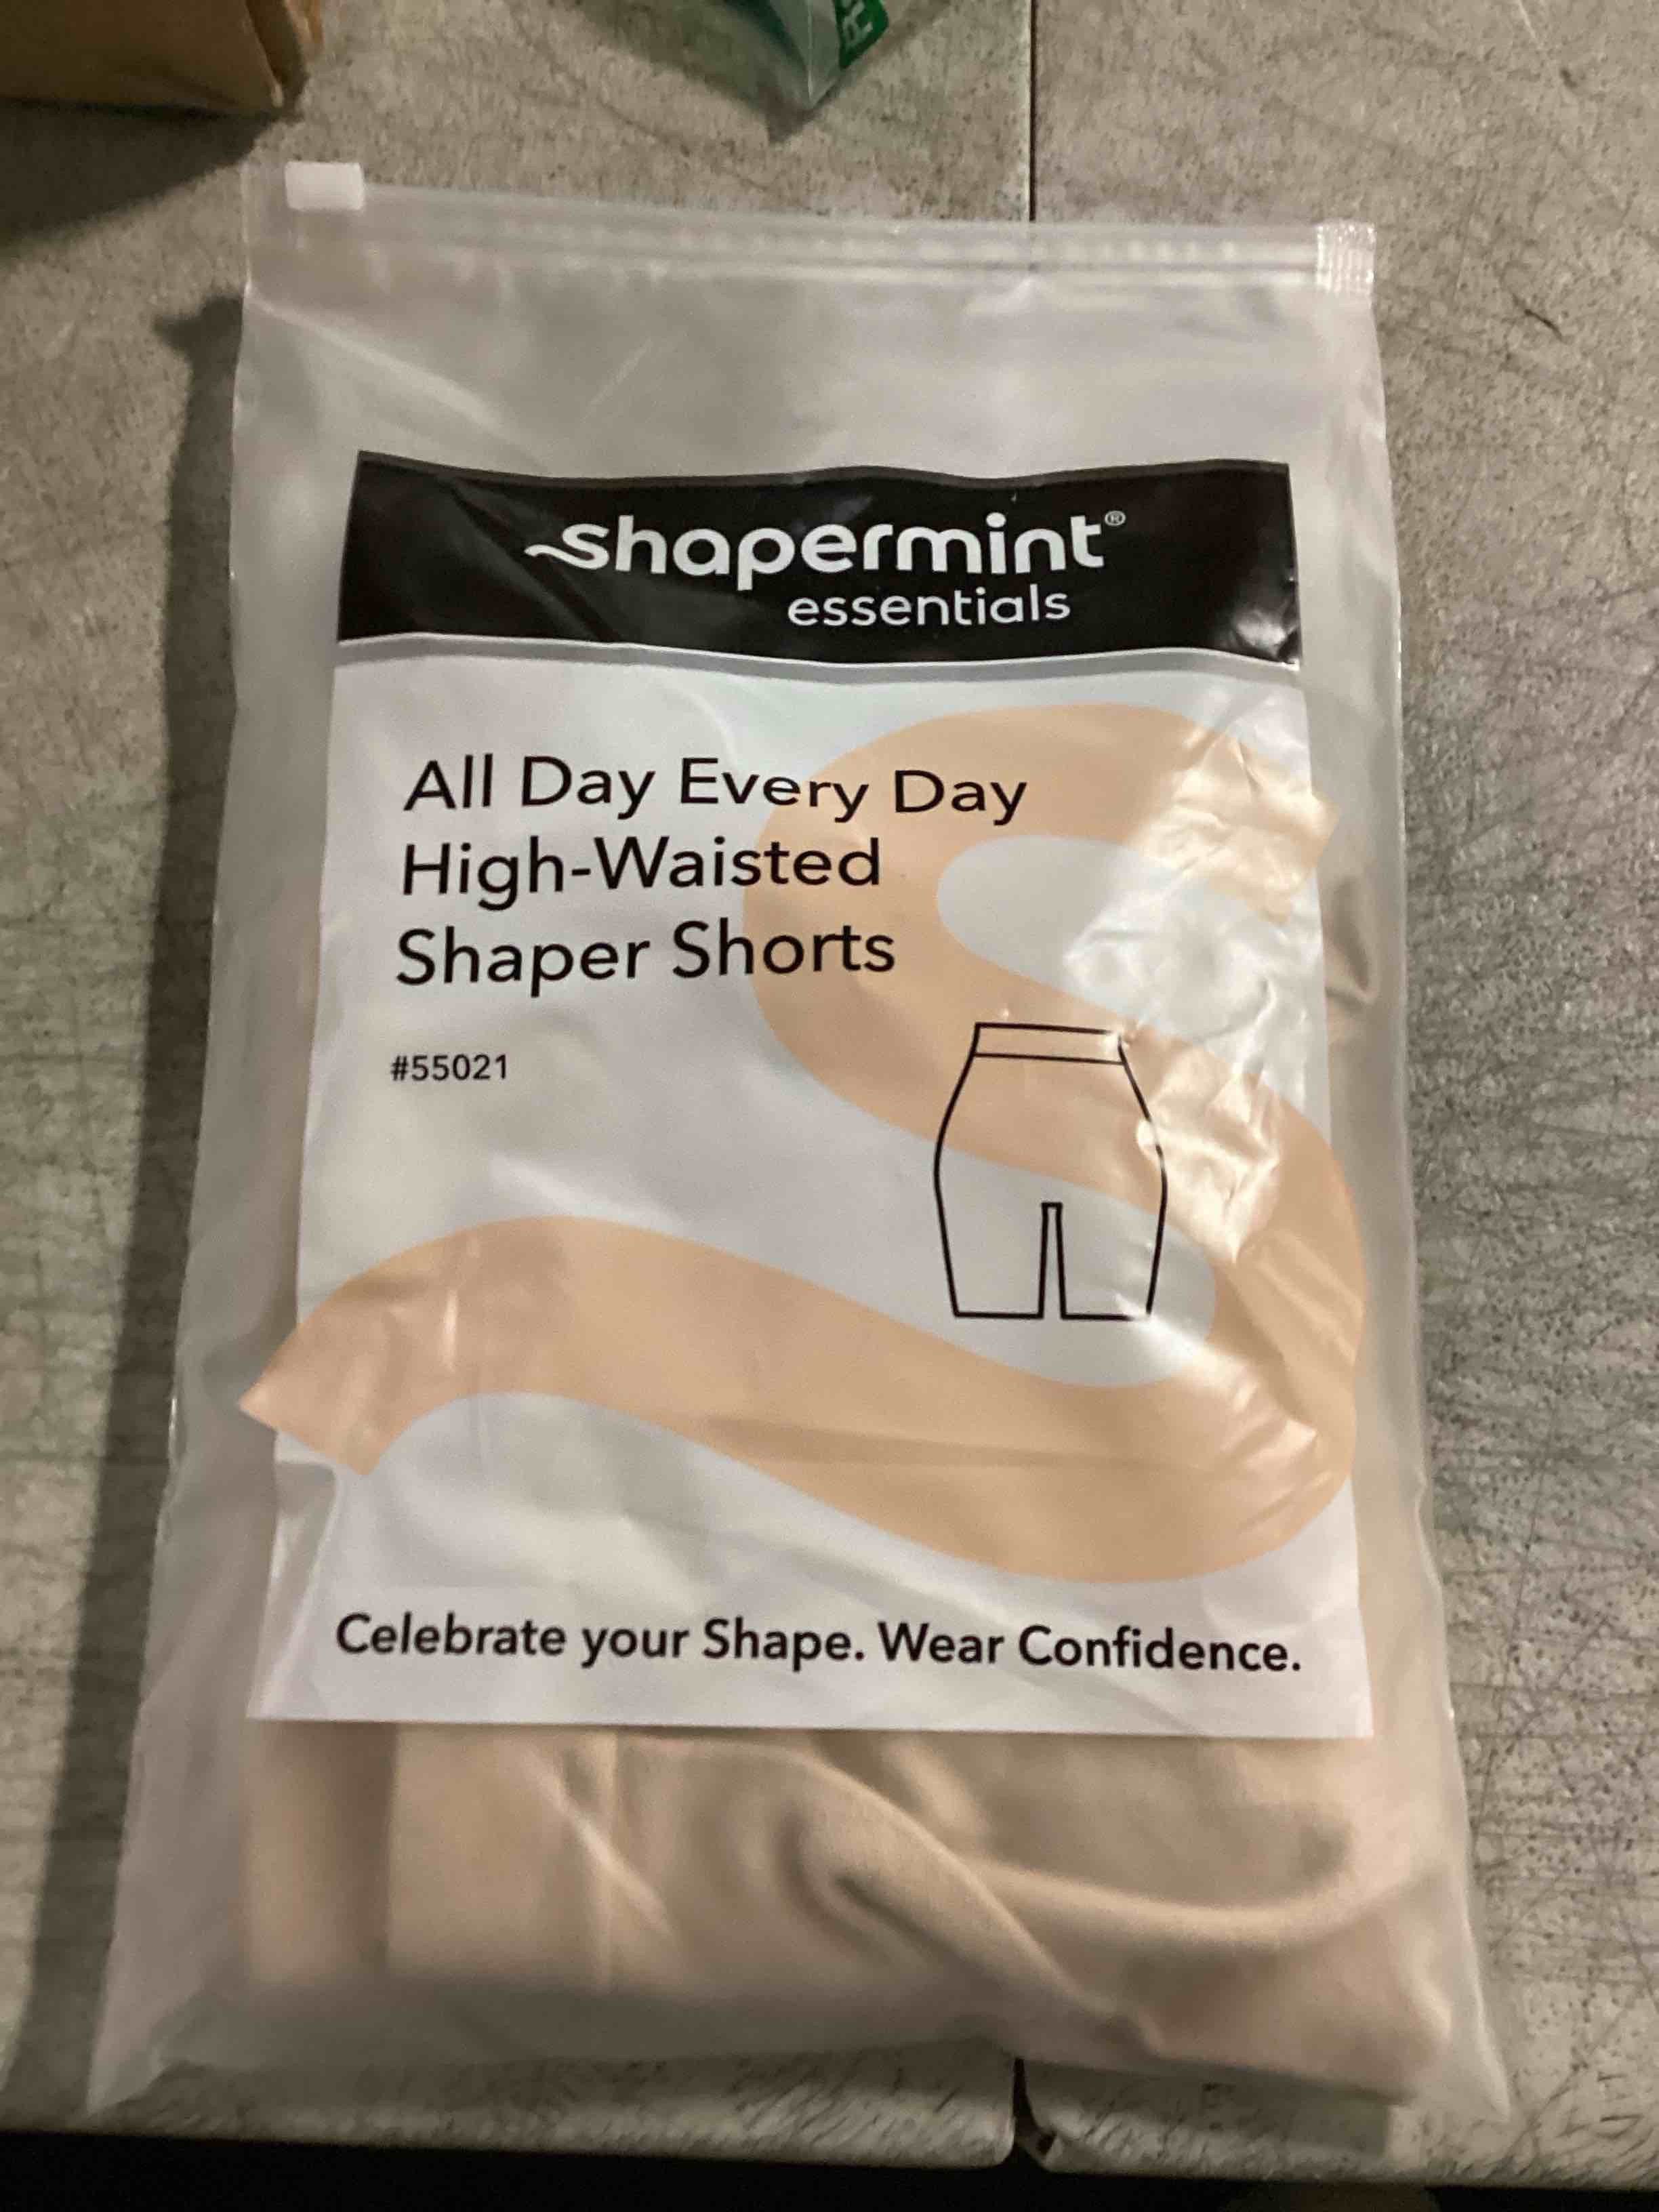 shapermint®
essentials
All Day Every Day
High-Waisted
Shaper Shorts
#55021
Celebrate your Shape. Wear Confidence.